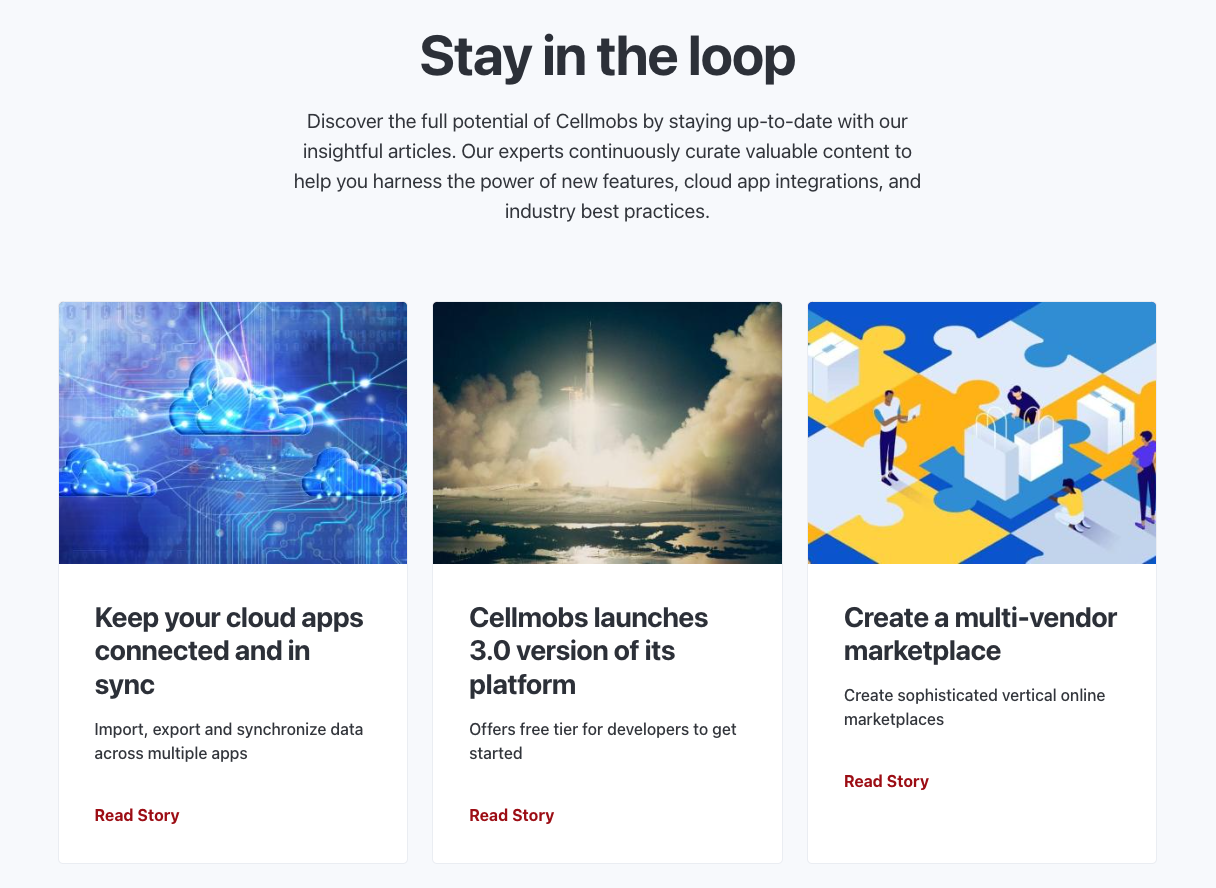 Stay in the loop
Discover the full potential of Cellmobs by staying up-to-date with our
insightful articles. Our experts continuously curate valuable content to
help you harness the power of new features, cloud app integrations, and
industry best practices.
Keep your cloud apps
connected and in
sync
Import, export and synchronize data
across multiple apps
Read Story
Cellmobs launches
3.0 version of its
platform
Offers free tier for developers to get
started
Read Story
Create a multi-vendor
marketplace
Create sophisticated vertical online
marketplaces
Read Story